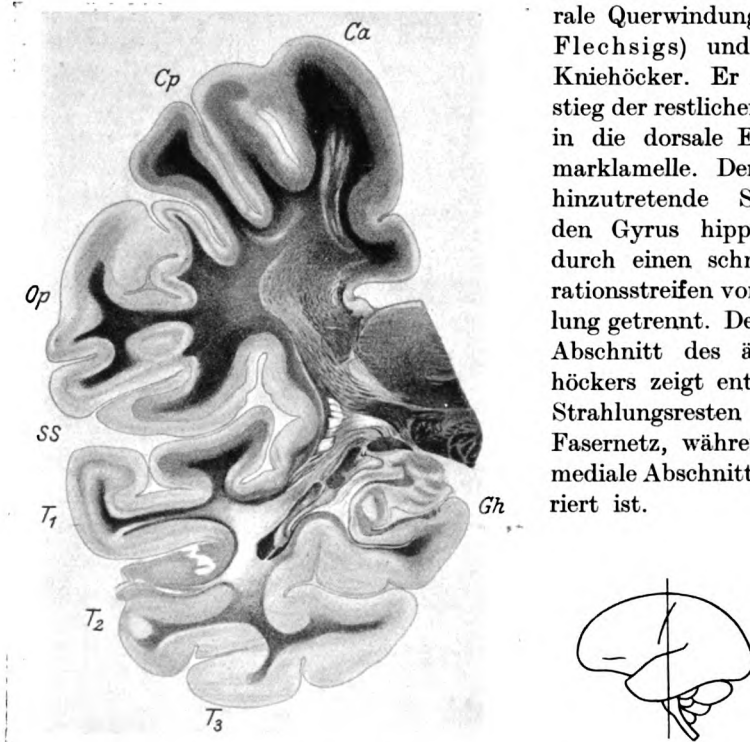 Ca
Cp
Op
SS
T1
T2
T3
Gh
rale Querwindung
Flechsigs) und
Kniehöcker. Er
stieg der restlichen
in die dorsale E
marklamelle. Der
hinzutretende S
den Gyrus hipp
durch einen schm
rationsstreifen von
lung getrennt. De
Abschnitt des ä
höckers zeigt ent
Strahlungsresten
Fasernetz, währe
mediale Abschnitt
riert ist.